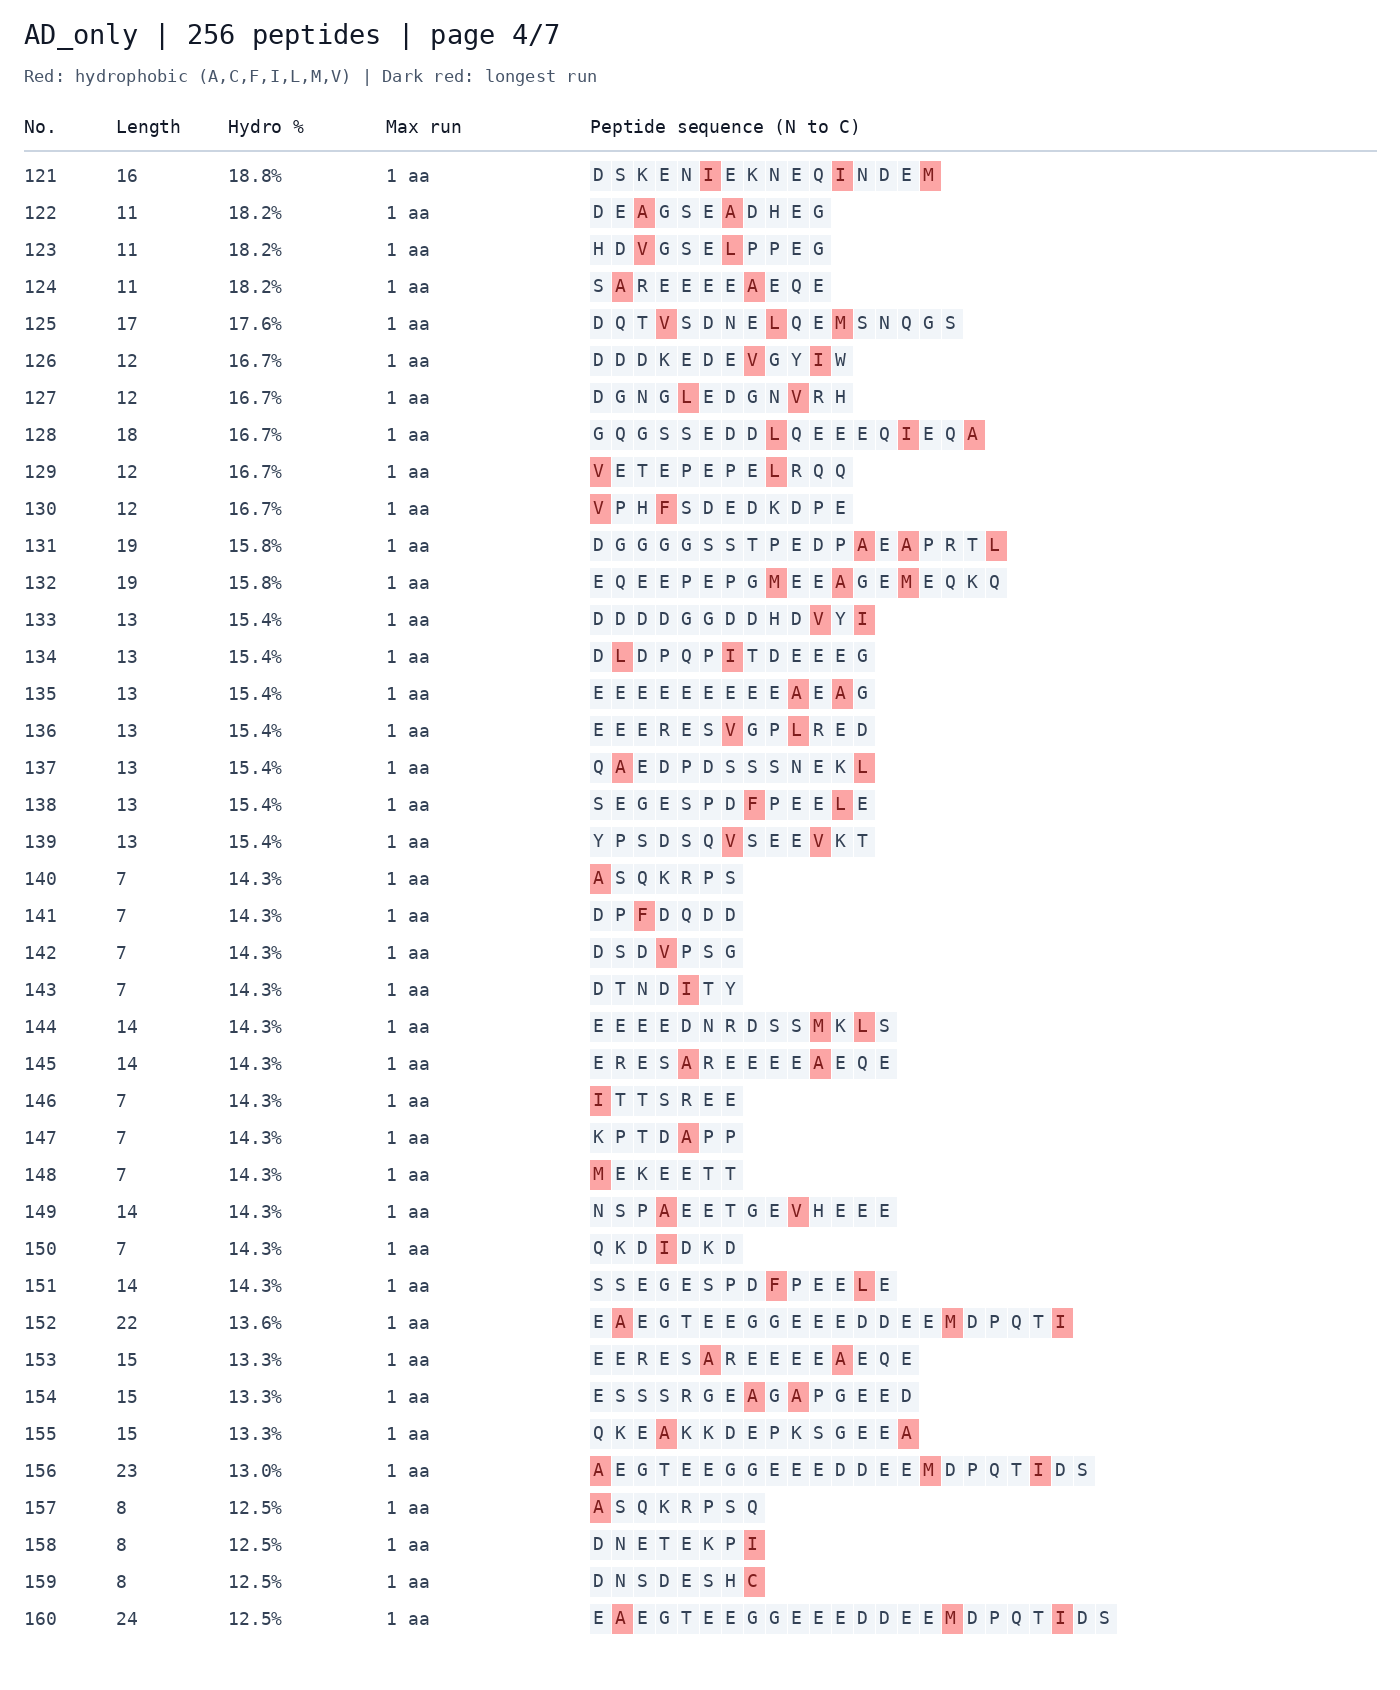 AD_only | 256 peptides | page 4/7
Red: hydrophobic (A,C,F,I,L,M,V) | Dark red: longest run
No. Length Hydro % Max run Peptide sequence (N to C)
121 16 18.8% 1 aa D S K E N I E K N E Q I N D E M
122 11 18.2% 1 aa D E A G S E A D H E G
123 11 18.2% 1 aa H D V G S E L P P E G
124 11 18.2% 1 aa S A R E E E E A E Q E
125 17 17.6% 1 aa D Q T V S D N E L Q E M S N Q G S
126 12 16.7% 1 aa D D D K E D E V G Y I W
127 12 16.7% 1 aa D G N G L E D G N V R H
128 18 16.7% 1 aa G Q G S S E D D L Q E E E Q I E Q A
129 12 16.7% 1 aa V E T E P E P E L R Q Q
130 12 16.7% 1 aa V P H F S D E D K D P E
131 19 15.8% 1 aa D G G G G S S T P E D P A E A P R T L
132 19 15.8% 1 aa E Q E E P E P G M E E A G E M E Q K Q
133 13 15.4% 1 aa D D D D G G D D H D V Y I
134 13 15.4% 1 aa D L D P Q P I T D E E E G
135 13 15.4% 1 aa E E E E E E E E E A E A G
136 13 15.4% 1 aa E E E R E S V G P L R E D
137 13 15.4% 1 aa Q A E D P D S S S N E K L
138 13 15.4% 1 aa S E G E S P D F P E E L E
139 13 15.4% 1 aa Y P S D S Q V S E E V K T
140 7 14.3% 1 aa A S Q K R P S
141 7 14.3% 1 aa D P F D Q D D
142 7 14.3% 1 aa D S D V P S G
143 7 14.3% 1 aa D T N D I T Y
144 14 14.3% 1 aa E E E E D N R D S S M K L S
145 14 14.3% 1 aa E R E S A R E E E E A E Q E
146 7 14.3% 1 aa I T T S R E E
147 7 14.3% 1 aa K P T D A P P
148 7 14.3% 1 aa M E K E E T T
149 14 14.3% 1 aa N S P A E E T G E V H E E E
150 7 14.3% 1 aa Q K D I D K D
151 14 14.3% 1 aa S S E G E S P D F P E E L E
152 22 13.6% 1 aa E A E G T E E G G E E E D D E E M D P Q T I
153 15 13.3% 1 aa E E R E S A R E E E E A E Q E
154 15 13.3% 1 aa E S S S R G E A G A P G E E D
155 15 13.3% 1 aa Q K E A K K D E P K S G E E A
156 23 13.0% 1 aa A E G T E E G G E E E D D E E M D P Q T I D S
157 8 12.5% 1 aa A S Q K R P S Q
158 8 12.5% 1 aa D N E T E K P I
159 8 12.5% 1 aa D N S D E S H C
160 24 12.5% 1 aa E A E G T E E G G E E E D D E E M D P Q T I D S